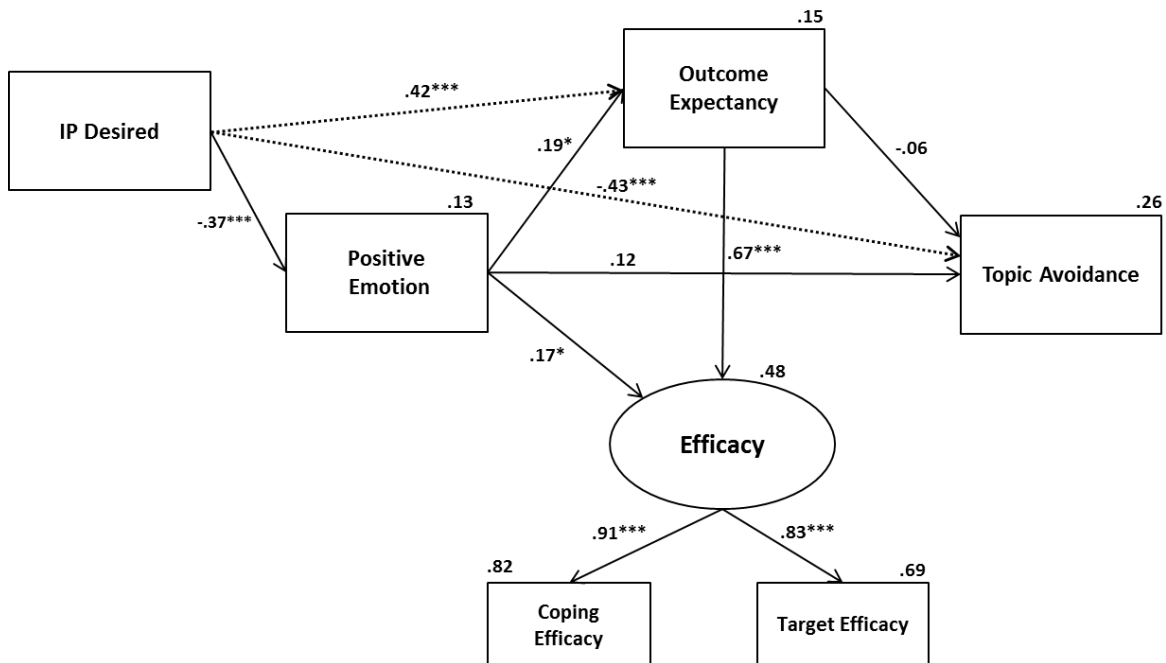 .15
Outcome
Expectancy
IP Desired
.42***
.19*
-.06
-.43***
-.37***
.13
.26
Positive
Emotion
.12
.67***
Topic Avoidance
.17*
.48
Efficacy
.91***
.83***
.82
.69
Coping
Efficacy
Target Efficacy